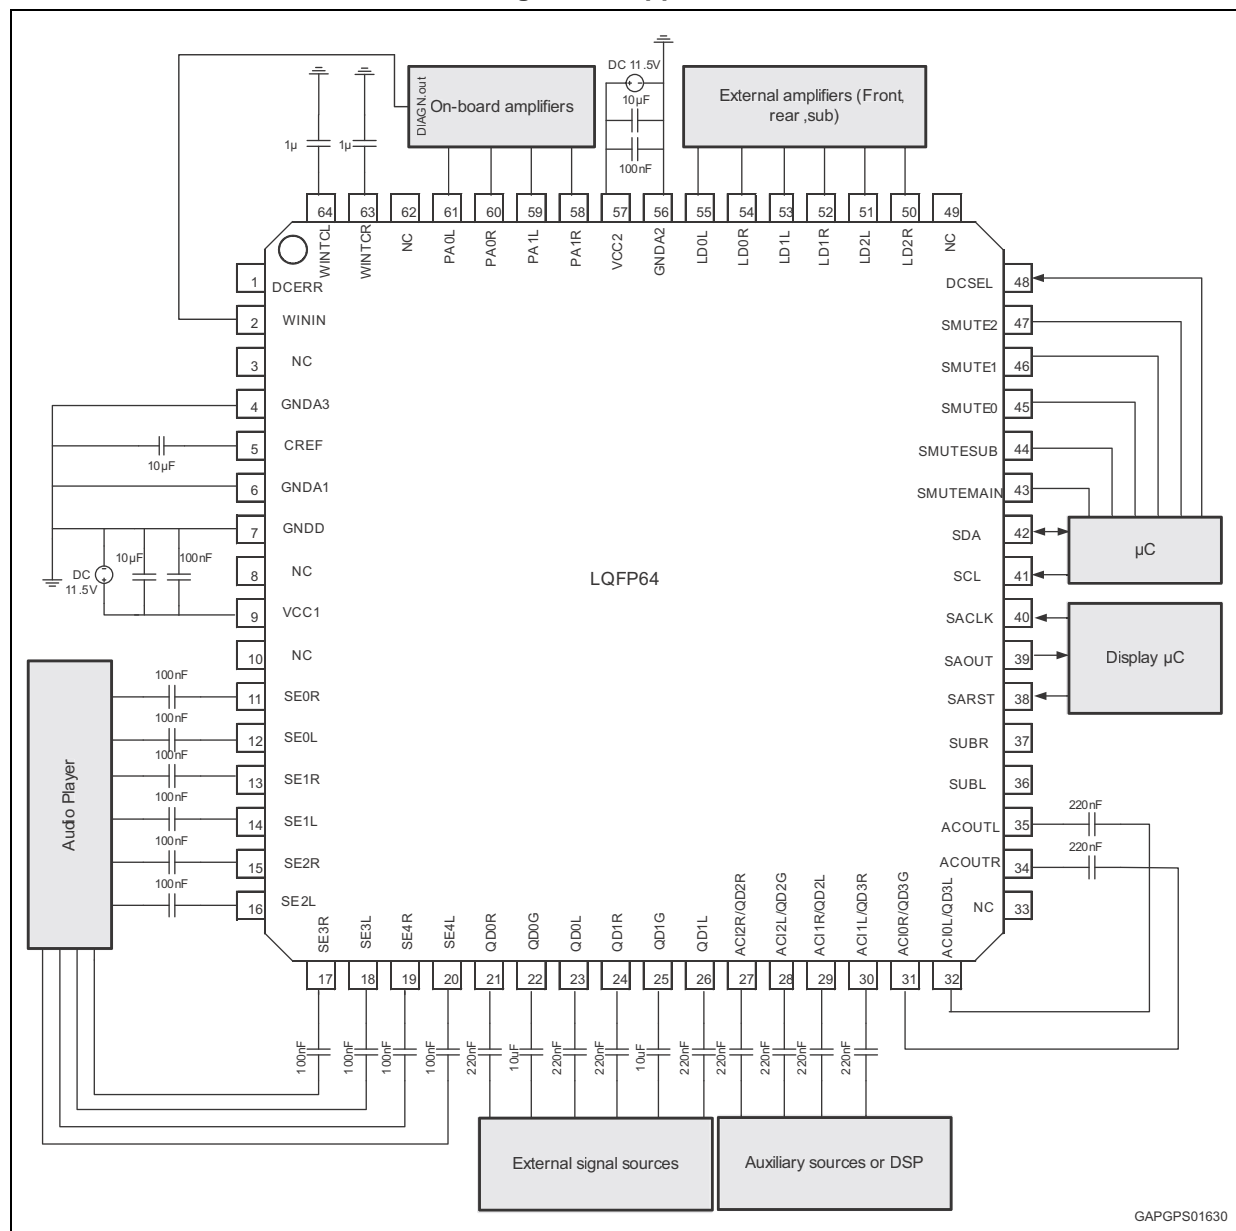 DC 11.5V
10µF
100nF
1µ
1µ
DIAGN.out
On-board amplifiers
External amplifiers (Front,
rear ,sub)
64
63
62
61
60
59
58
57
56
55
54
53
52
51
50
49
WINTCL
WINTCR
NC
PA0L
PA0R
PA1L
PA1R
VCC2
GNDA2
LD0L
LD0R
LD1L
LD1R
LD2L
LD2R
NC
1
DCERR
2
WININ
3
NC
4
GNDA3
5
CREF
10µF
6
GNDA1
7
GNDD
DC
11.5V
10µF
100nF
8
NC
9
VCC1
10
NC
Audio Player
100nF
11
SE0R
100nF
12
SE0L
100nF
13
SE1R
100nF
14
SE1L
100nF
15
SE2R
100nF
16
SE2L
LQFP64
DCSEL
48
SMUTE2
47
SMUTE1
46
SMUTE0
45
SMUTESUB
44
SMUTEMAIN
43
SDA
42
µC
SCL
41
SACLK
40
SAOUT
39
Display µC
SARST
38
SUBR
37
SUBL
36
ACOUTL
35
220nF
ACOUTR
34
220nF
NC
33
SE3R
SE3L
SE4R
SE4L
QD0R
QD0G
QD0L
QD1R
QD1G
QD1L
ACI2R/QD2R
ACI2L/QD2G
ACI1R/QD2L
ACI1L/QD3R
ACI0R/QD3G
ACI0L/QD3L
17
18
19
20
21
22
23
24
25
26
27
28
29
30
31
32
100nF
100nF
100nF
100nF
220nF
10uF
220nF
220nF
10uF
220nF
220nF
220nF
220nF
220nF
External signal sources
Auxiliary sources or DSP
GAPGPS01630